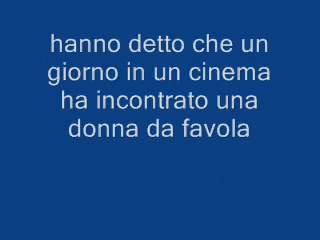 hanno detto che un
giorno in un cinema
ha incontrato una
donna da favola